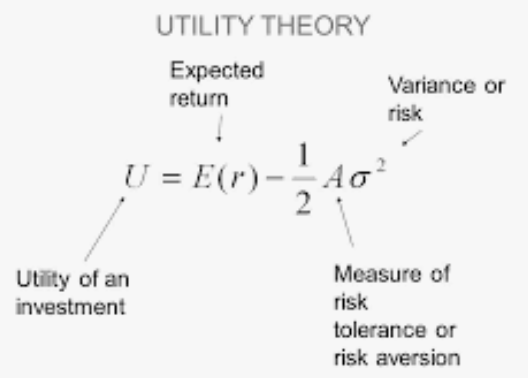 UTILITY THEORY
Expected
return
Variance or
risk
U = E(r) - 1/2 Aσ²
Utility of an
investment
Measure of
risk
tolerance or
risk aversion